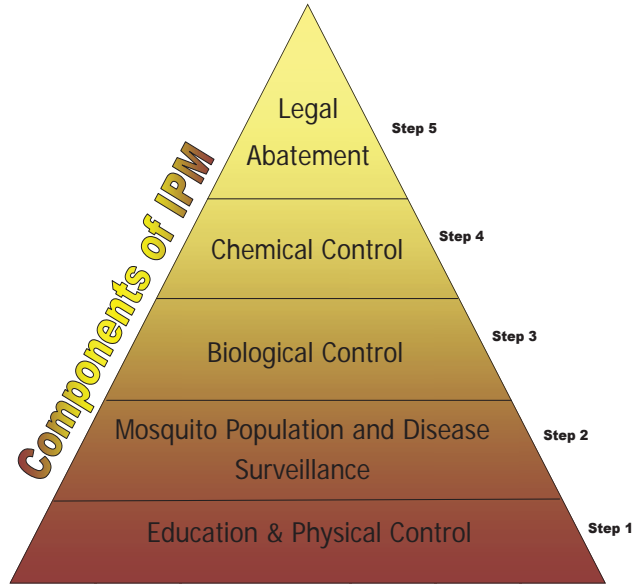 Components of IPM
Legal
Abatement
Step 5
Chemical Control
Step 4
Biological Control
Step 3
Mosquito Population and Disease
Surveillance
Step 2
Education & Physical Control
Step 1